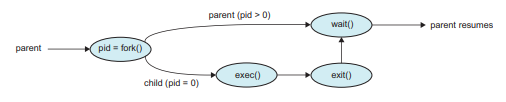 parent (pid > 0)
wait()
parent resumes
parent
pid = fork()
child (pid = 0)
exec()
exit()